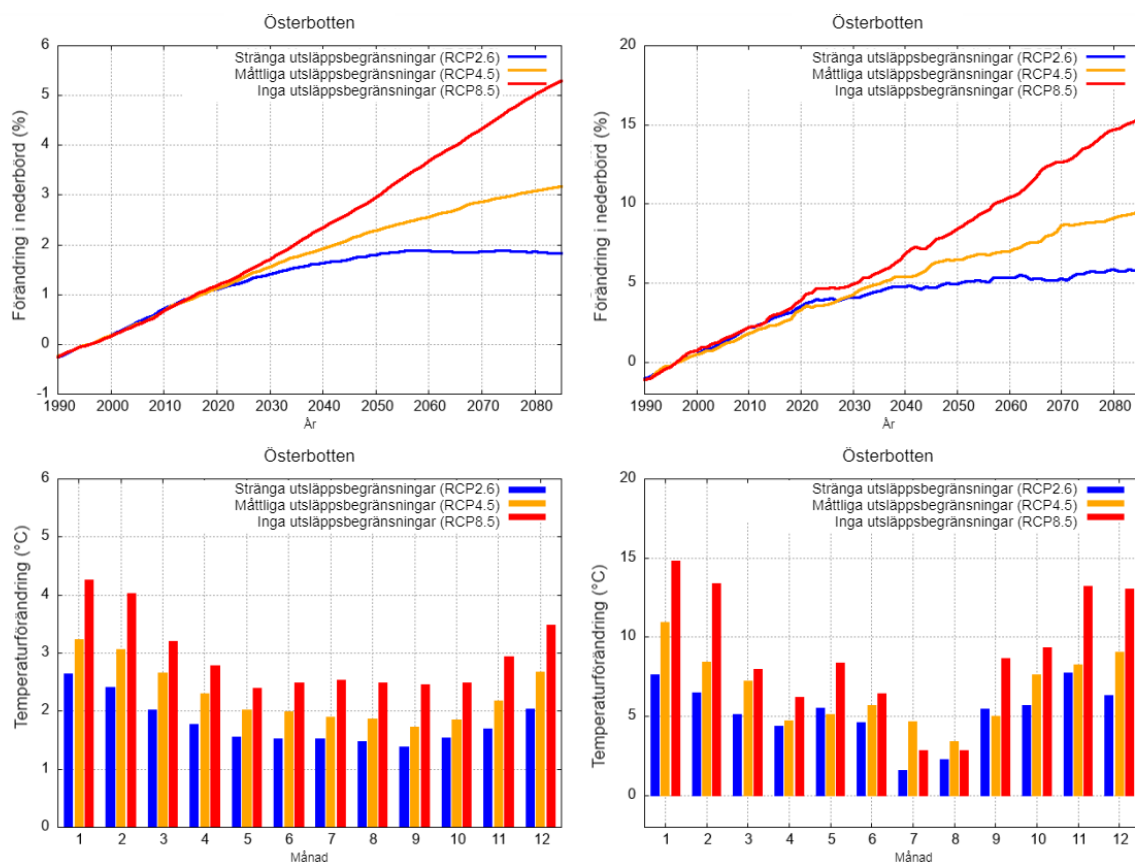 Österbotten
Förändring i nederbörd (%)
6
5
4
3
2
1
0
-1
Stränga utsläppsbegränsningar (RCP2.6)
Måttliga utsläppsbegränsningar (RCP4.5)
Inga utsläppsbegränsningar (RCP8.5)
1990 2000 2010 2020 2030 2040 2050 2060 2070 2080
År
Österbotten
Förändring i nederbörd (%)
20
15
10
5
0
Stränga utsläppsbegränsningar (RCP2.6)
Måttliga utsläppsbegränsningar (RCP4.5)
Inga utsläppsbegränsningar (RCP8.5)
1990 2000 2010 2020 2030 2040 2050 2060 2070 2080
År
Österbotten
Temperaturförändring (°C)
6
5
4
3
2
1
0
Stränga utsläppsbegränsningar (RCP2.6)
Måttliga utsläppsbegränsningar (RCP4.5)
Inga utsläppsbegränsningar (RCP8.5)
1 2 3 4 5 6 7 8 9 10 11 12
Månad
Österbotten
Temperaturförändring (°C)
20
15
10
5
0
Stränga utsläppsbegränsningar (RCP2.6)
Måttliga utsläppsbegränsningar (RCP4.5)
Inga utsläppsbegränsningar (RCP8.5)
1 2 3 4 5 6 7 8 9 10 11 12
Månad